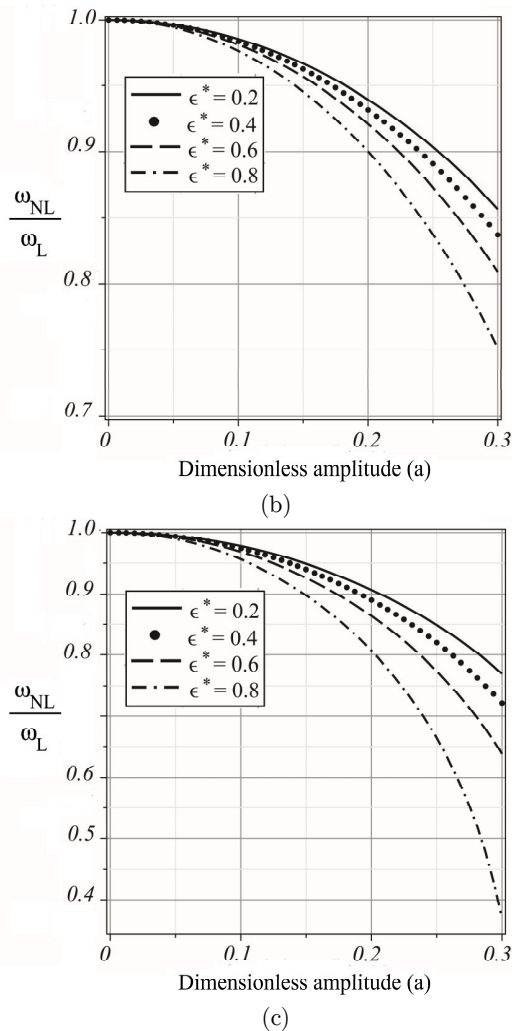 1.0
ϵ* = 0.2
ϵ* = 0.4
ϵ* = 0.6
ϵ* = 0.8
0.9
ω_NL
ω_L
0.8
0.7
0 0.1 0.2 0.3
Dimensionless amplitude (a)
(b)
1.0
0.9
ϵ* = 0.2
ϵ* = 0.4
ϵ* = 0.6
ϵ* = 0.8
0.8
ω_NL
ω_L
0.6
0.5
0.4
0 0.1 0.2 0.3
Dimensionless amplitude (a)
(c)